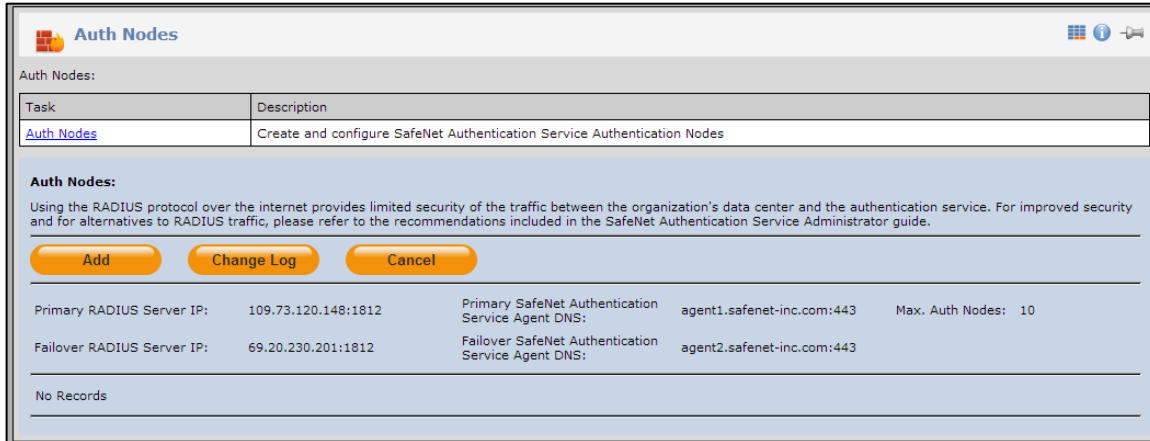 Auth Nodes
Auth Nodes:
Task Description
Auth Nodes Create and configure SafeNet Authentication Service Authentication Nodes
Auth Nodes:
Using the RADIUS protocol over the internet provides limited security of the traffic between the organization's data center and the authentication service. For improved security
and for alternatives to RADIUS traffic, please refer to the recommendations included in the SafeNet Authentication Service Administrator guide.
Add Change Log Cancel
Primary RADIUS Server IP: 109.73.120.148:1812 Primary SafeNet Authentication Service Agent DNS: agent1.safenet-inc.com:443 Max. Auth Nodes: 10
Failover RADIUS Server IP: 69.20.230.201:1812 Failover SafeNet Authentication Service Agent DNS: agent2.safenet-inc.com:443
No Records